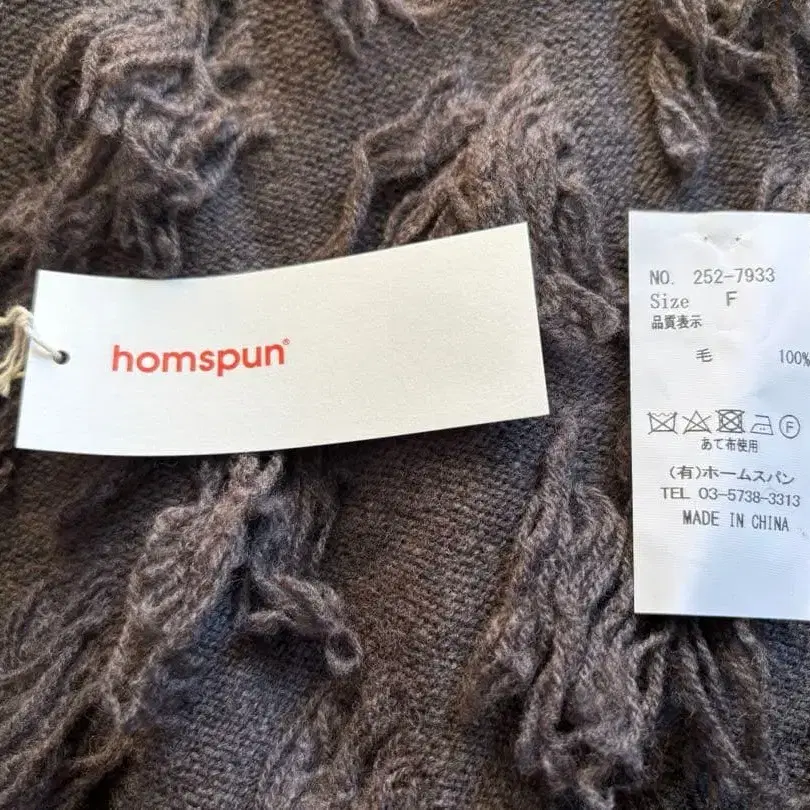 homspun®
NO. 252-7933
Size F
品質表示
毛 100%
F
あて布使用
(有)ホームスパン
TEL 03-5738-3313
MADE IN CHINA